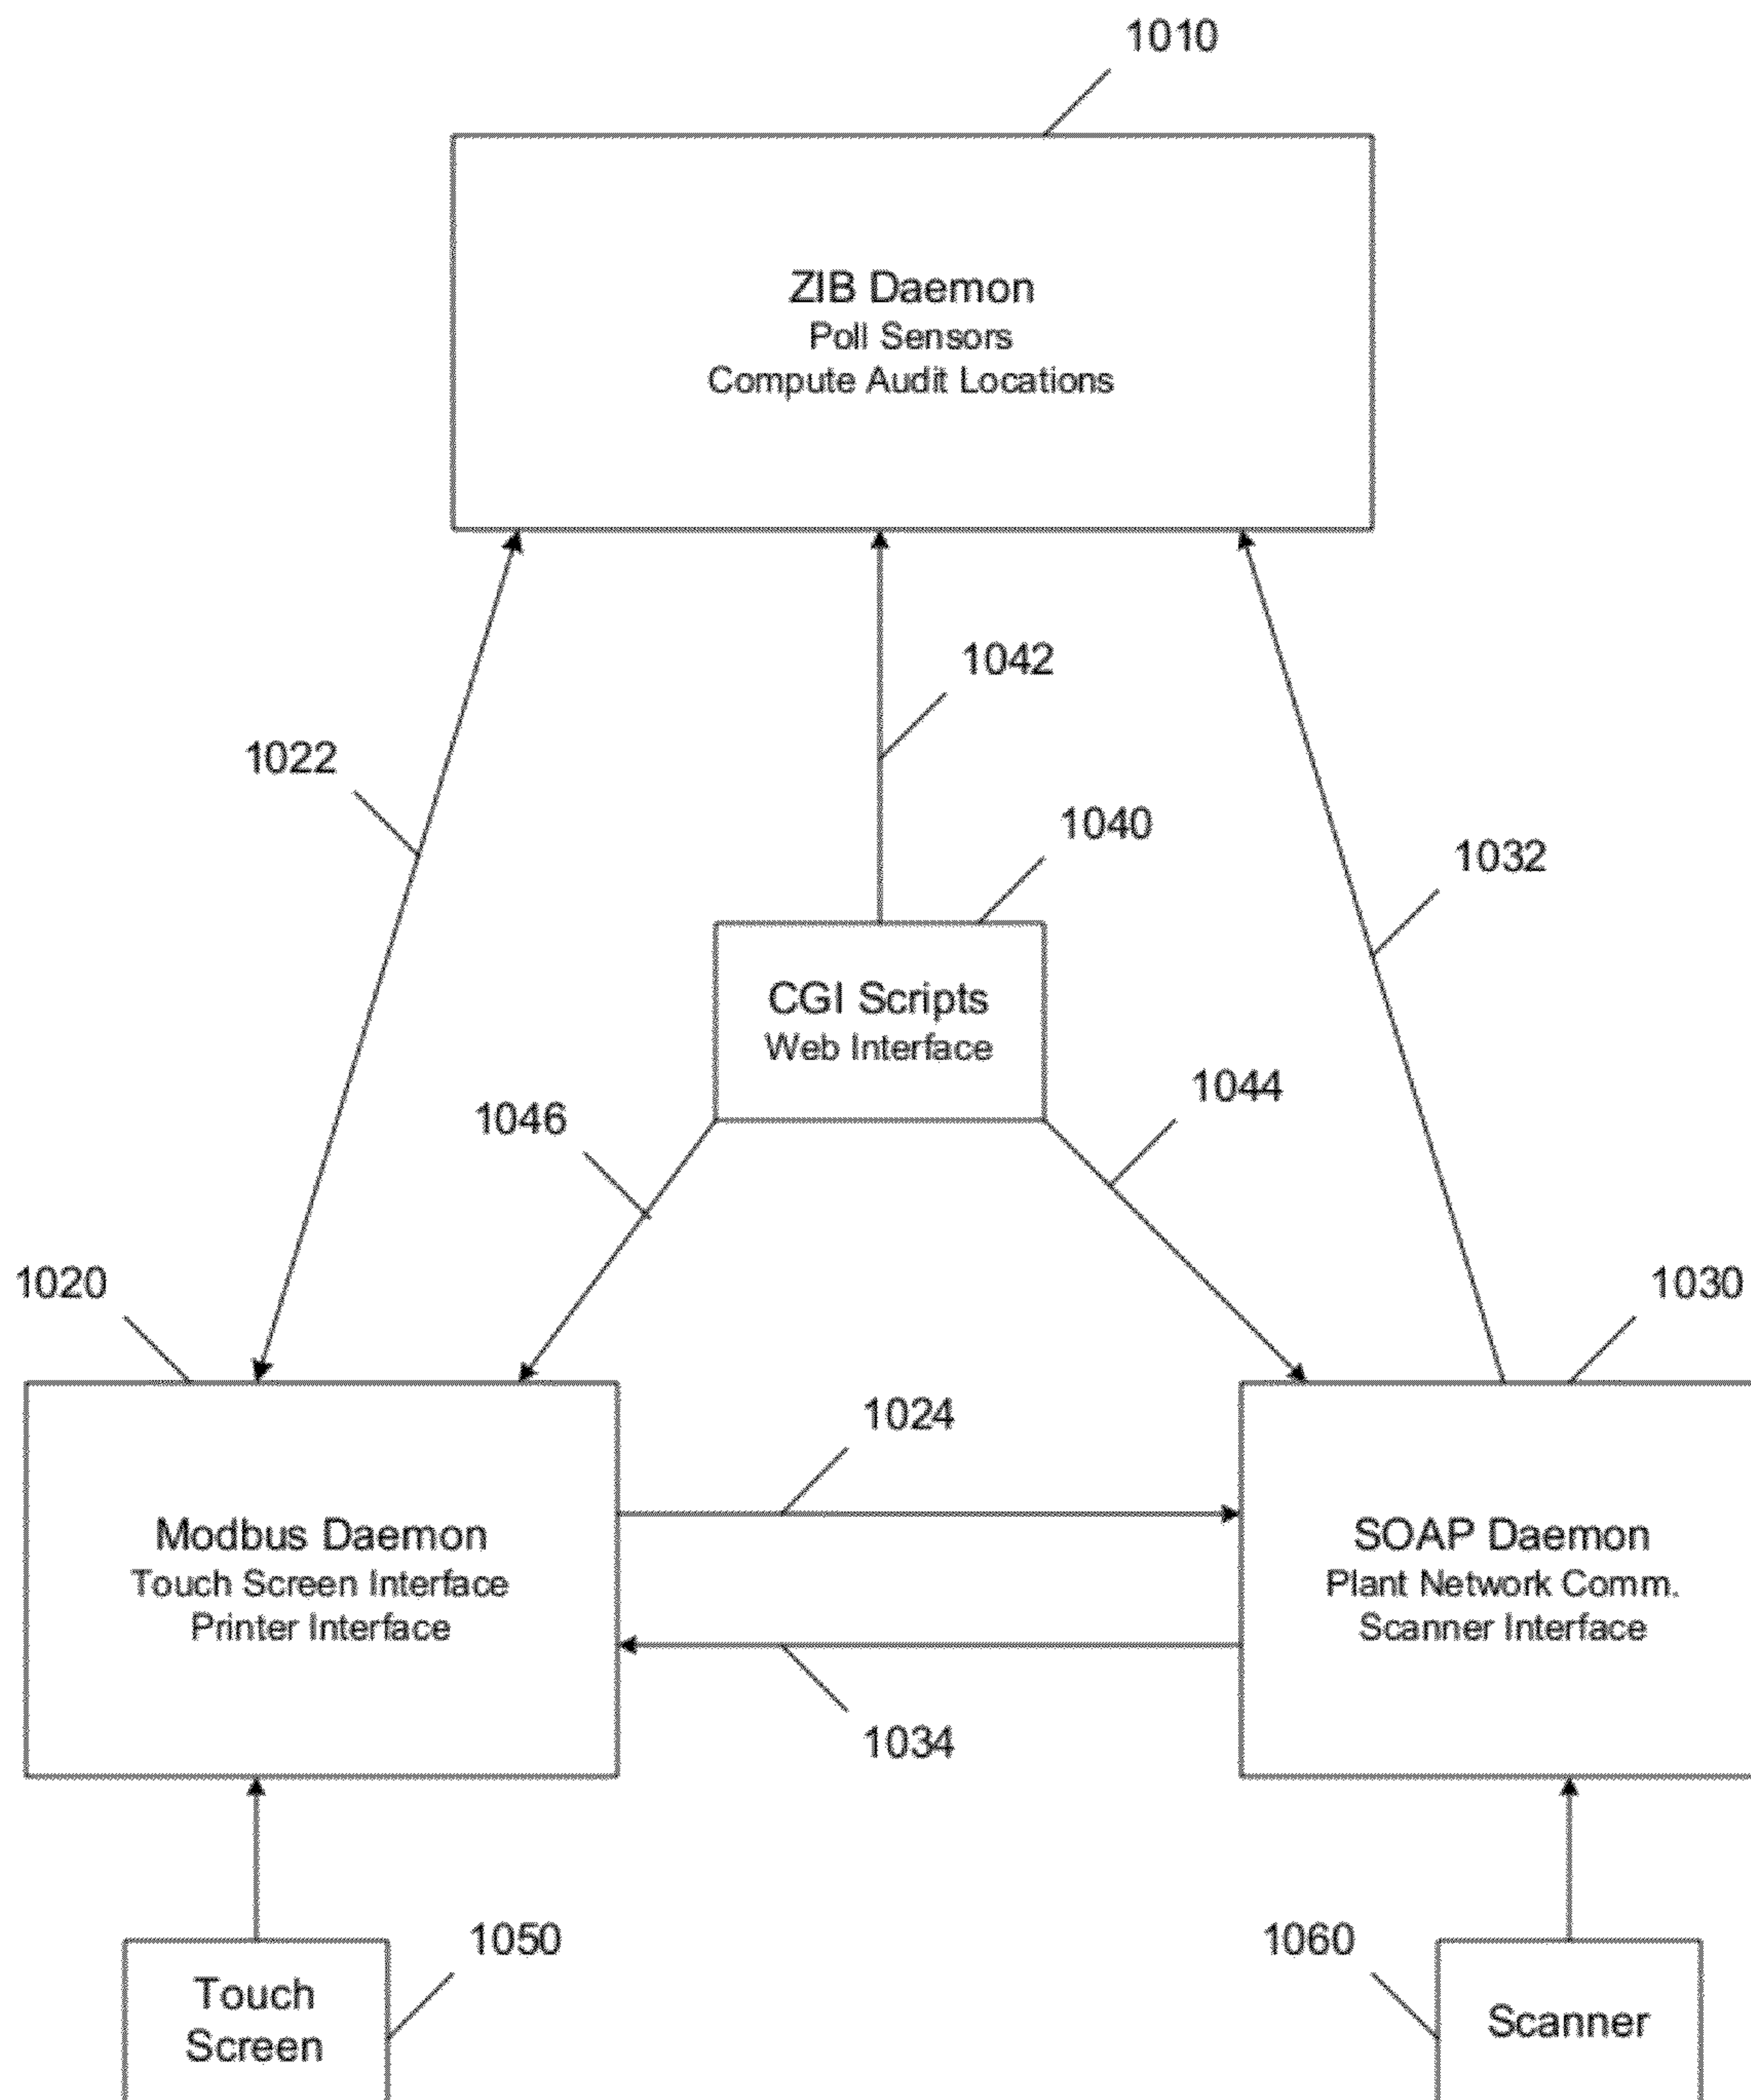 1010
ZIB Daemon
Poll Sensors
Compute Audit Locations
1042
1022
1040
1032
CGI Scripts
Web Interface
1044
1046
1020
1030
1024
Modbus Daemon
Touch Screen Interface
Printer Interface
SOAP Daemon
Plant Network Comm.
Scanner Interface
1034
1050
1060
Touch
Screen
Scanner